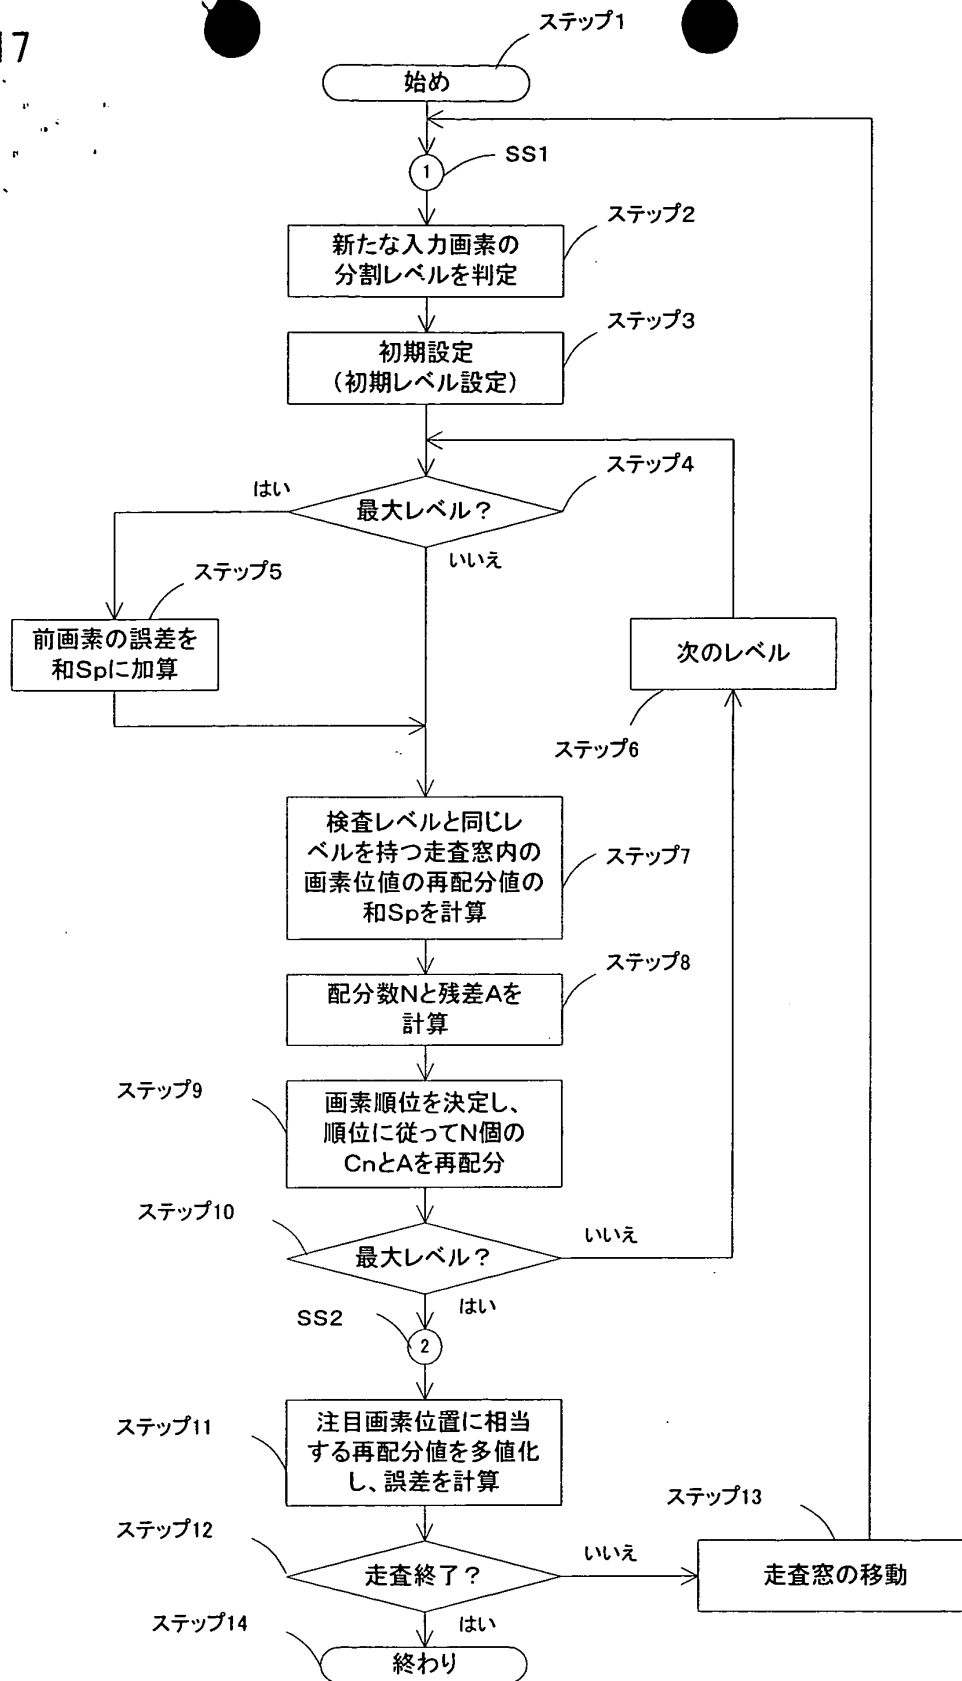 17
ステップ1
始め
1
SS1
ステップ2
新たな入力画素の
分割レベルを判定
ステップ3
初期設定
（初期レベル設定）
ステップ4
はい
最大レベル？
いいえ
ステップ5
前画素の誤差を
和Spに加算
次のレベル
ステップ6
検査レベルと同じレ
ベルを持つ走査窓内の
画素位値の再配分値の
和Spを計算
ステップ7
ステップ8
配分数Nと残差Aを
計算
ステップ9
画素順位を決定し、
順位に従ってN個の
CnとAを再配分
ステップ10
最大レベル？
いいえ
はい
SS2
2
ステップ11
注目画素位置に相当
する再配分値を多値化
し、誤差を計算
ステップ12
走査終了？
いいえ
ステップ13
走査窓の移動
はい
ステップ14
終わり